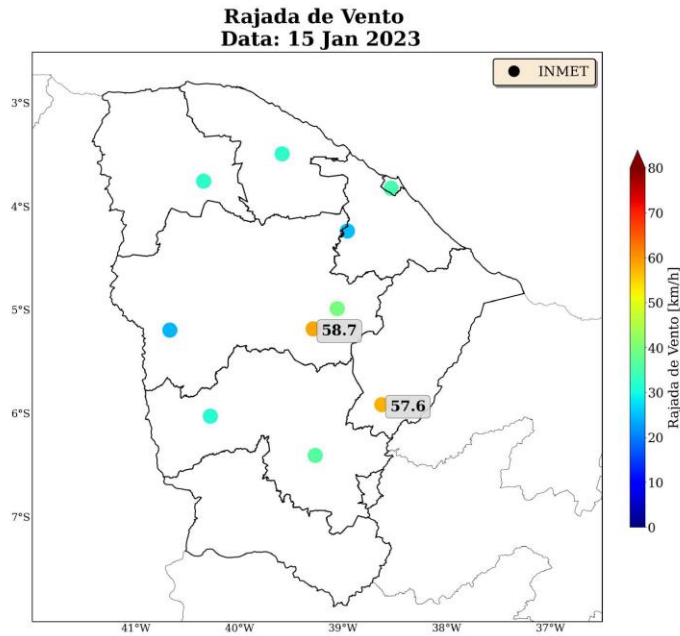 Rajada de Vento
Data: 15 Jan 2023
INMET
3°S
4°S
5°S
6°S
7°S
58.7
57.6
41°W
40°W
39°W
38°W
37°W
80
70
60
50
40
30
20
10
0
Rajada de Vento [km/h]